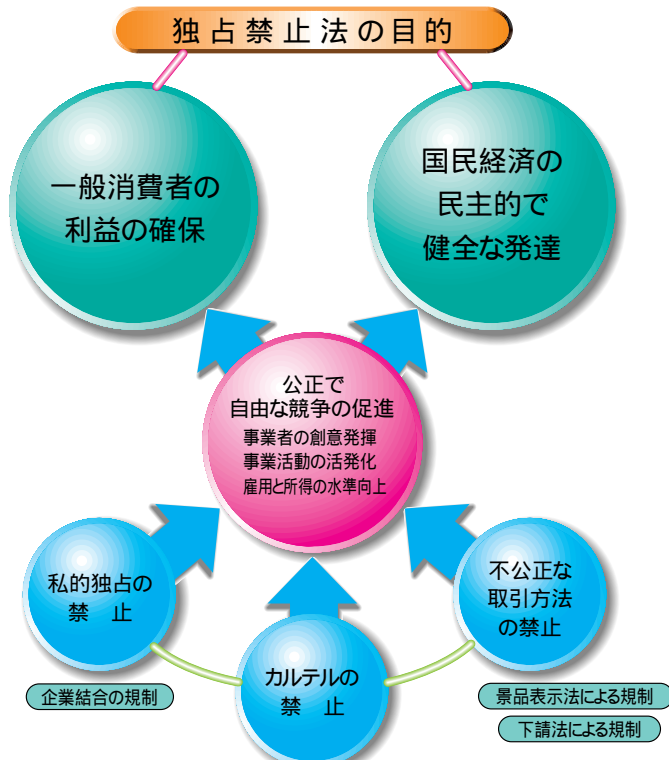 独占禁止法の目的
一般消費者の
利益の確保
国民経済の
民主的で
健全な発達
公正で
自由な競争の促進
事業者の創意発揮
事業活動の活発化
雇用と所得の水準向上
私的独占の
禁　止
企業結合の規制
カルテルの
禁　止
不公正な
取引方法
の禁止
景品表示法による規制
下請法による規制